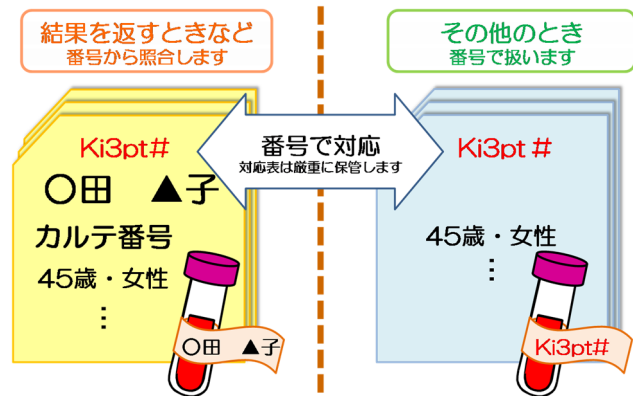 結果を返すときなど
番号から照合します
その他のとき
番号で扱います
番号で対応
対応表は厳重に保管します
Ki3pt#
〇田　▲子
カルテ番号
45歳・女性
⋮
〇田　▲子
Ki3pt#
45歳・女性
⋮
Ki3pt#